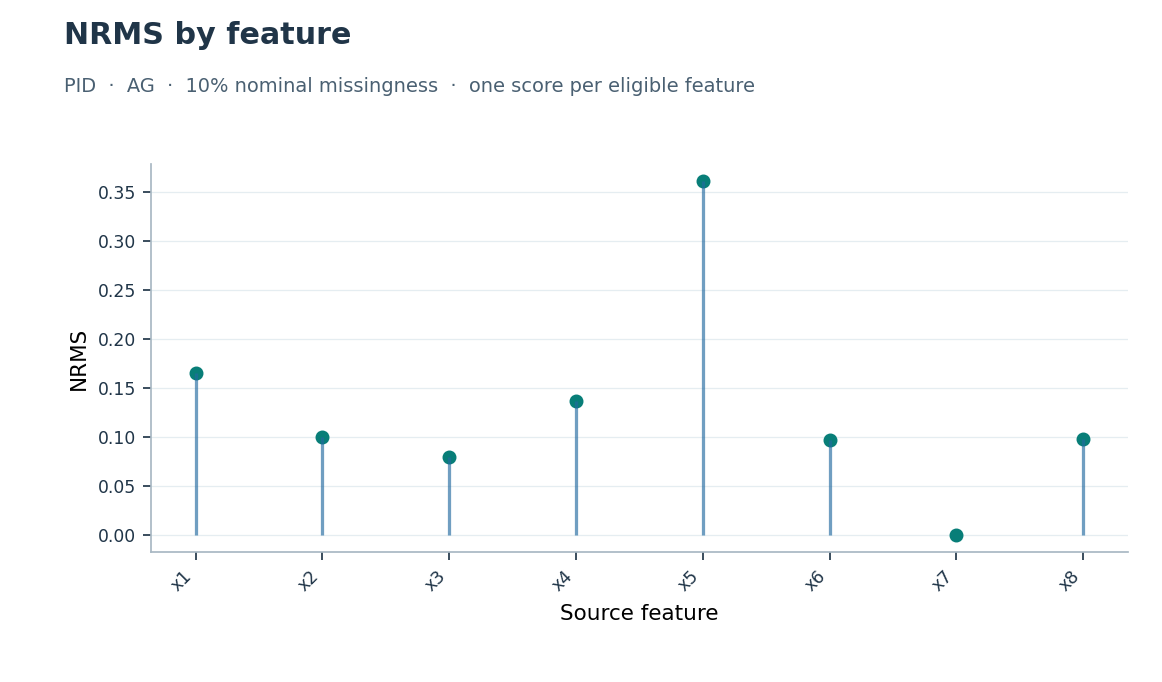 NRMS by feature
PID · AG · 10% nominal missingness · one score per eligible feature
NRMS
0.35
0.30
0.25
0.20
0.15
0.10
0.05
0.00
x1 x2 x3 x4 x5 x6 x7 x8
Source feature